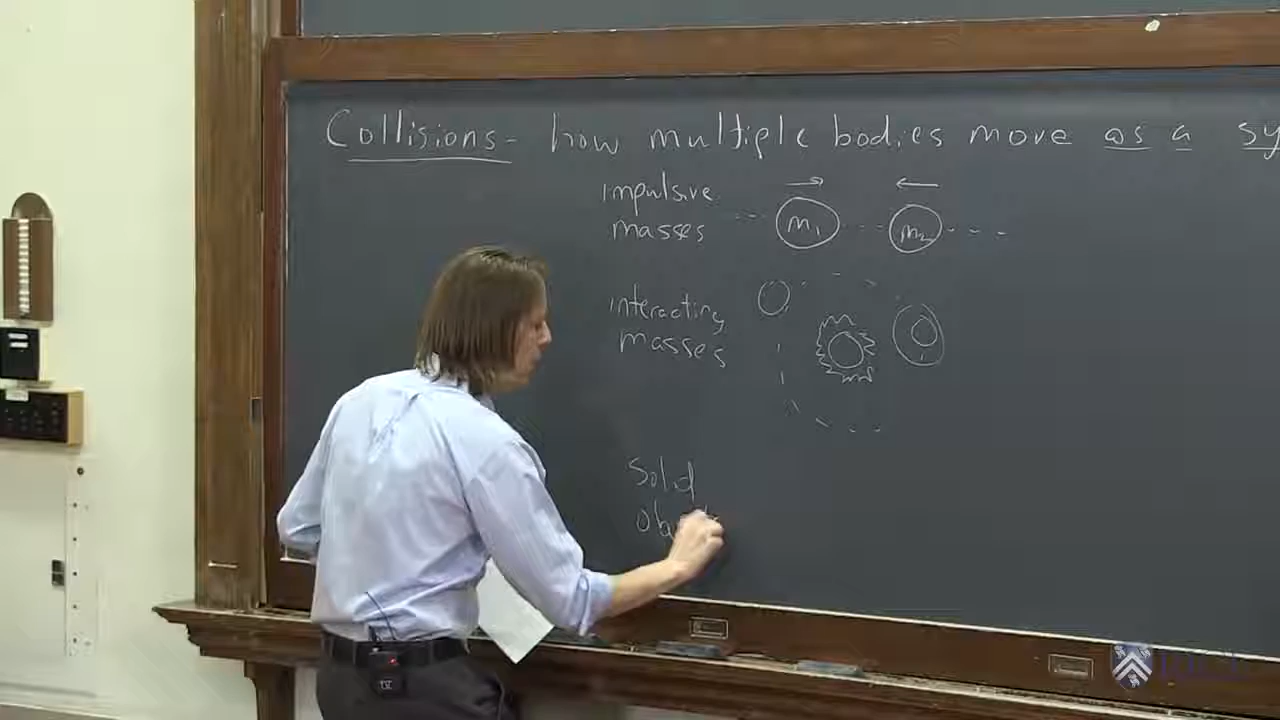 Collisions - how multiple bodies move as a sy
impulsive
masses
m₁ m₂
interacting
masses
Solid